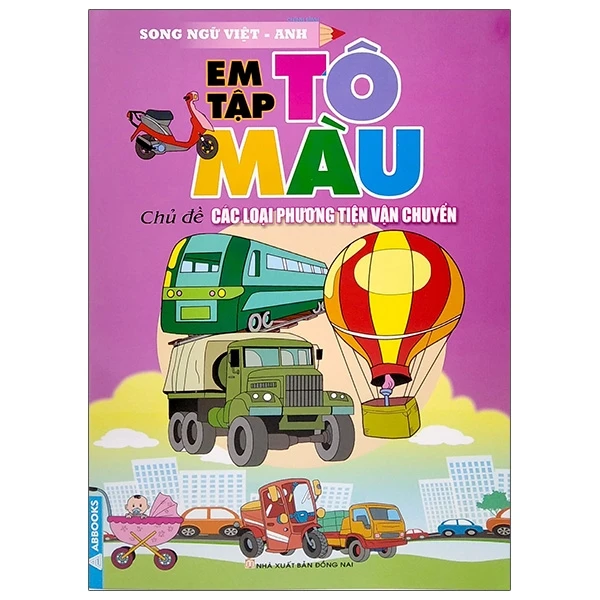 SONG NGỮ VIỆT - ANH
EM
TẬP
TÔ
MÀU
Chủ đề CÁC LOẠI PHƯƠNG TIỆN VẬN CHUYỂN
ABBOOKS
NHÀ XUẤT BẢN ĐỒNG NAI